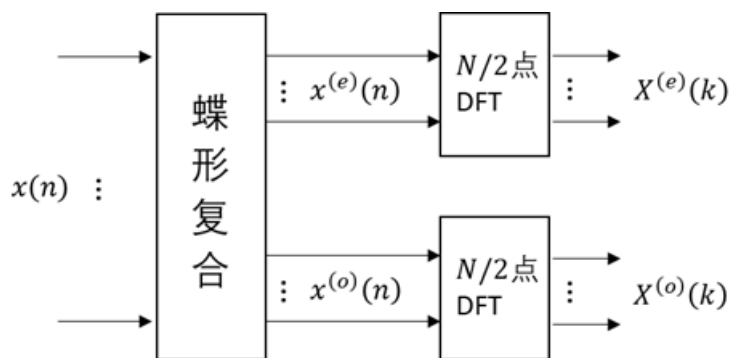 x(n) ⋮
蝶形复合
⋮ x^(e)(n)
N/2点
DFT
⋮ X^(e)(k)
⋮ x^(o)(n)
N/2点
DFT
⋮ X^(o)(k)